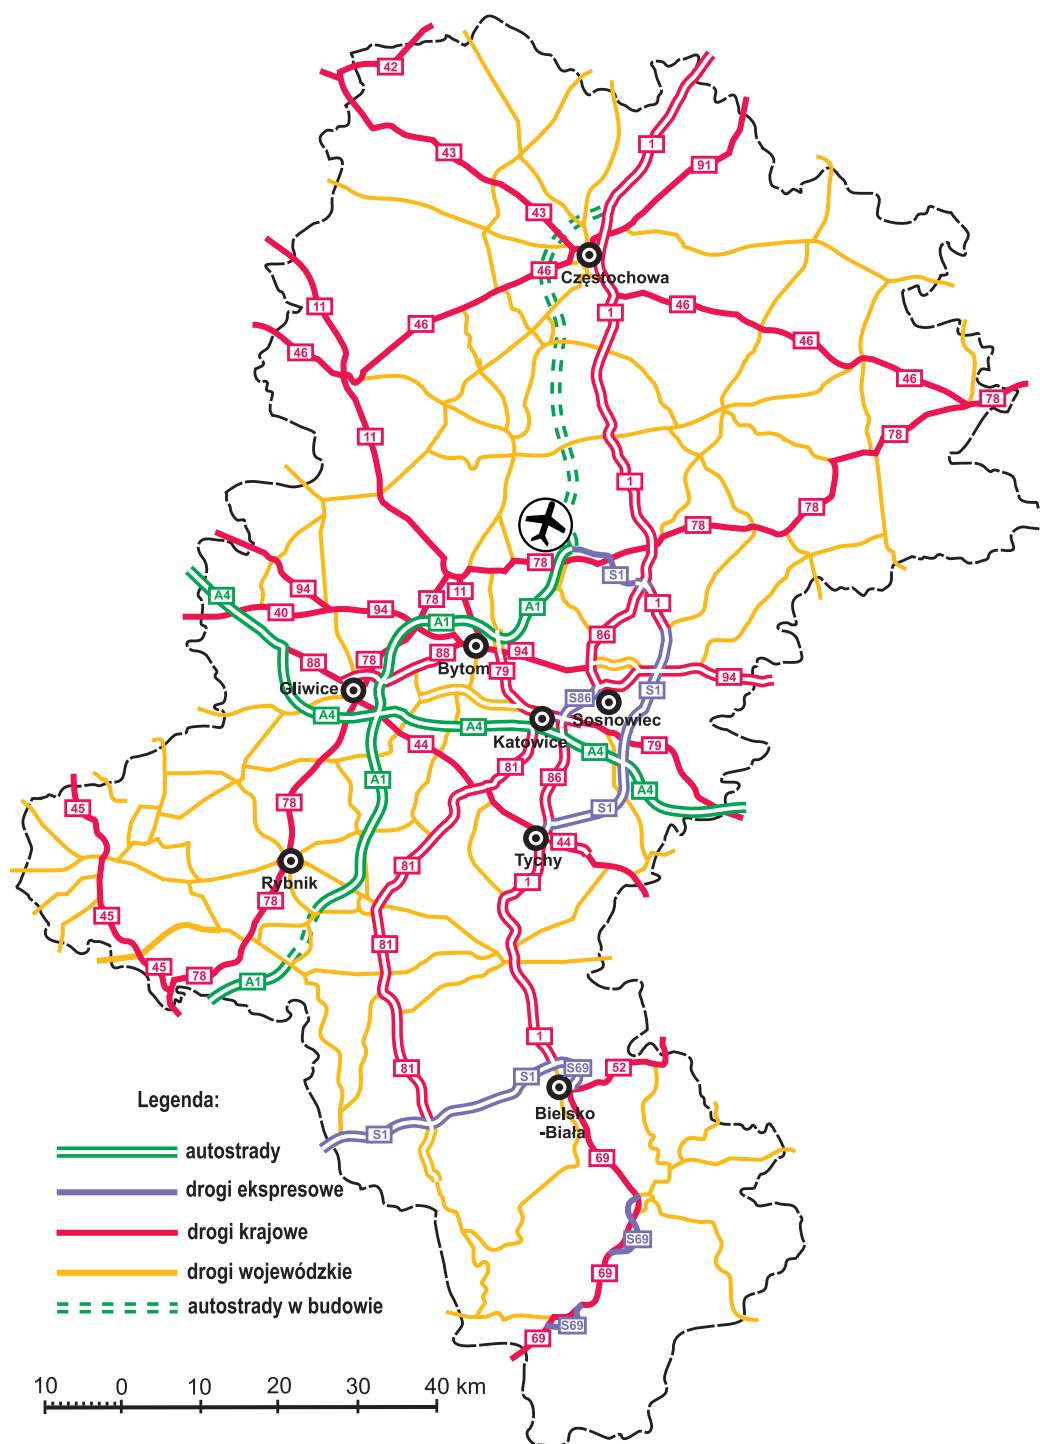 42
1
43
91
43
46
Częstochowa
11
46
1
46
46
46
46
78
11
78
1
78
78
78
S1
94
A4
78
11
A1
1
40
94
A1
86
88
78
88
Bytom
94
79
94
Gliwice
S86
S1
A4
Sosnowiec
A4
Katowice
44
79
A4
81
86
A1
A4
78
45
S1
Tychy
44
81
Rybnik
1
78
45
81
45
78
A1
1
81
S1
S69
52
Legenda:
Bielsko
-Biała
S1
autostrady
69
drogi ekspresowe
drogi krajowe
S69
drogi wojewódzkie
69
autostrady w budowie
S69
69
10 0 10 20 30 40 km